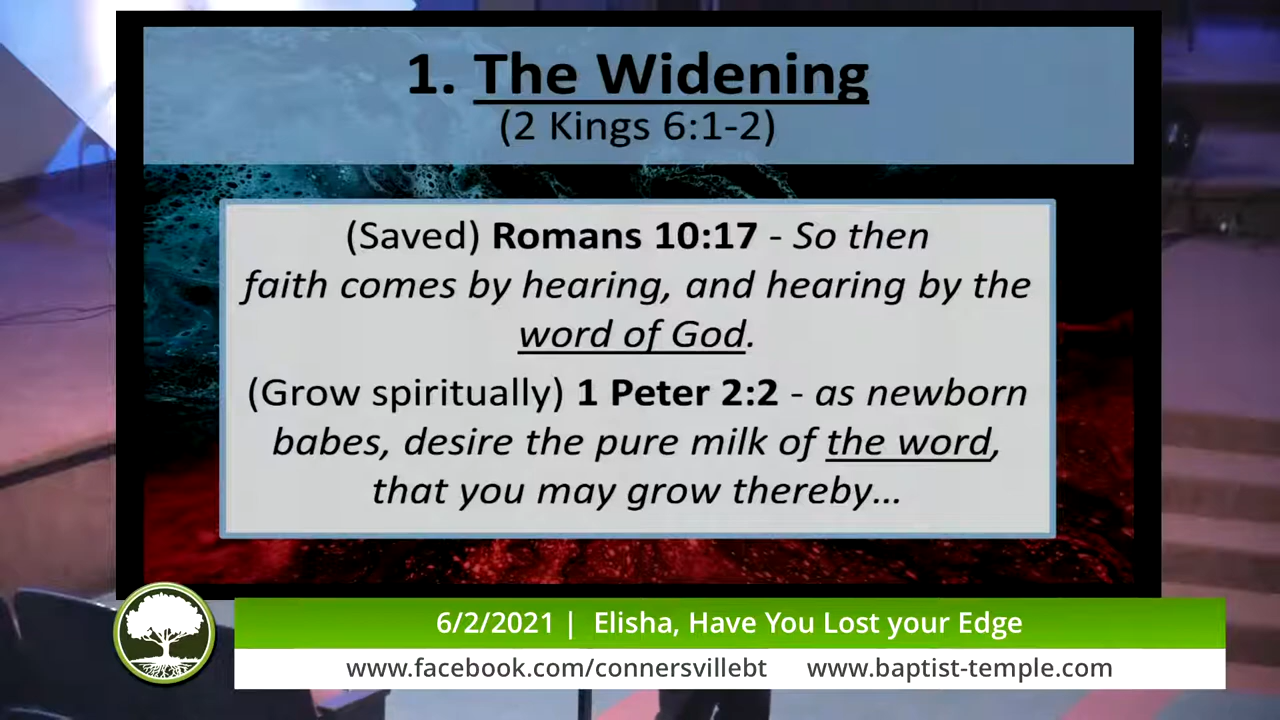 1. The Widening
(2 Kings 6:1-2)
(Saved) Romans 10:17 - So then
faith comes by hearing, and hearing by the
word of God.
(Grow spiritually) 1 Peter 2:2 - as newborn
babes, desire the pure milk of the word,
that you may grow thereby...
6/2/2021 | Elisha, Have You Lost your Edge
www.facebook.com/connersvillebt www.baptist-temple.com